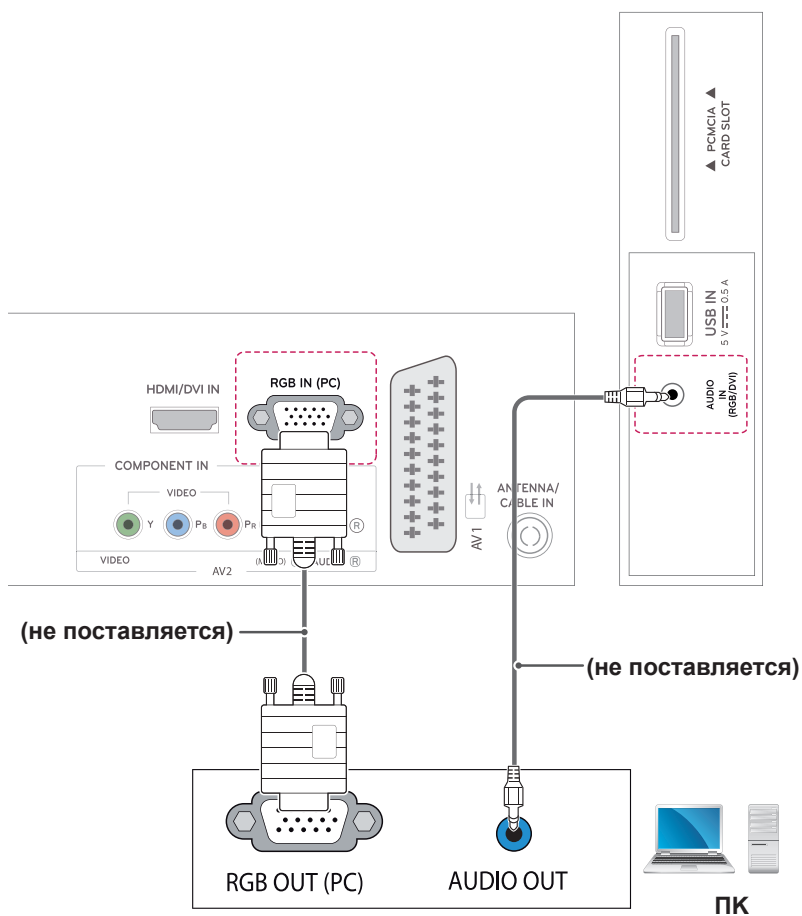 ▲ PCMCIA ▲
CARD SLOT
USB IN
5 V 0.5 A
AUDIO
IN
(RGB/DVI)
HDMI/DVI IN
RGB IN (PC)
COMPONENT IN
VIDEO
Y
PB
PR
R
VIDEO
AV2
R
AV1
ANTENNA/
CABLE IN
(не поставляется)
(не поставляется)
RGB OUT (PC)
AUDIO OUT
ПК